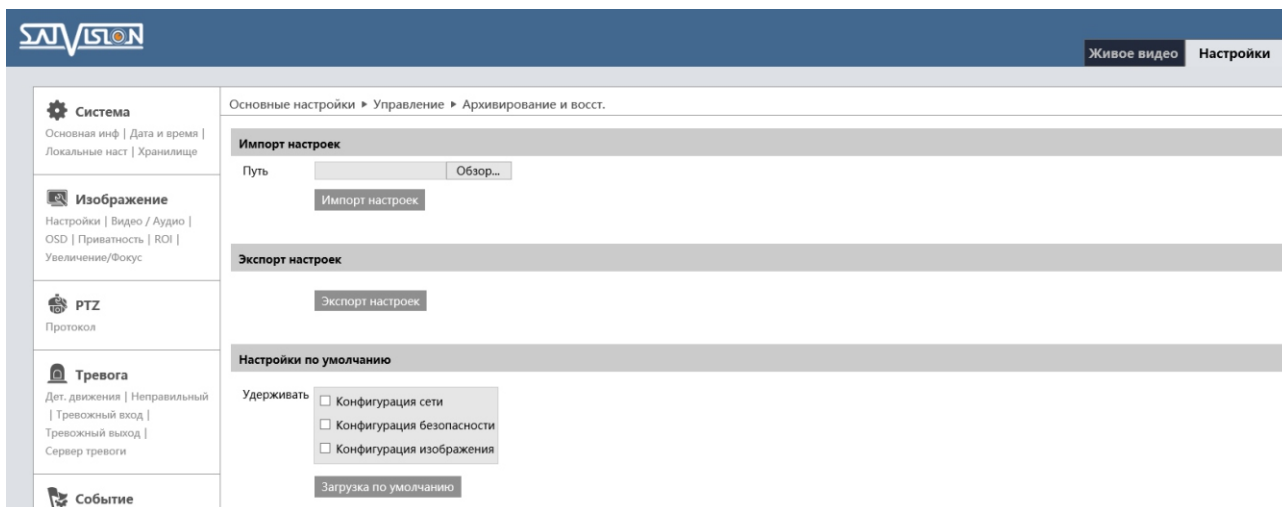 SATVISION
Живое видео
Настройки
Система
Основная инф | Дата и время |
Локальные наст | Хранилище
Изображение
Настройки | Видео / Аудио |
OSD | Приватность | ROI |
Увеличение/Фокус
PTZ
Протокол
Тревога
Дет. движения | Неправильный
| Тревожный вход |
Тревожный выход |
Сервер тревоги
Событие
Основные настройки ▶ Управление ▶ Архивирование и восст.
Импорт настроек
Путь
Обзор...
Импорт настроек
Экспорт настроек
Экспорт настроек
Настройки по умолчанию
Удерживать
Конфигурация сети
Конфигурация безопасности
Конфигурация изображения
Загрузка по умолчанию